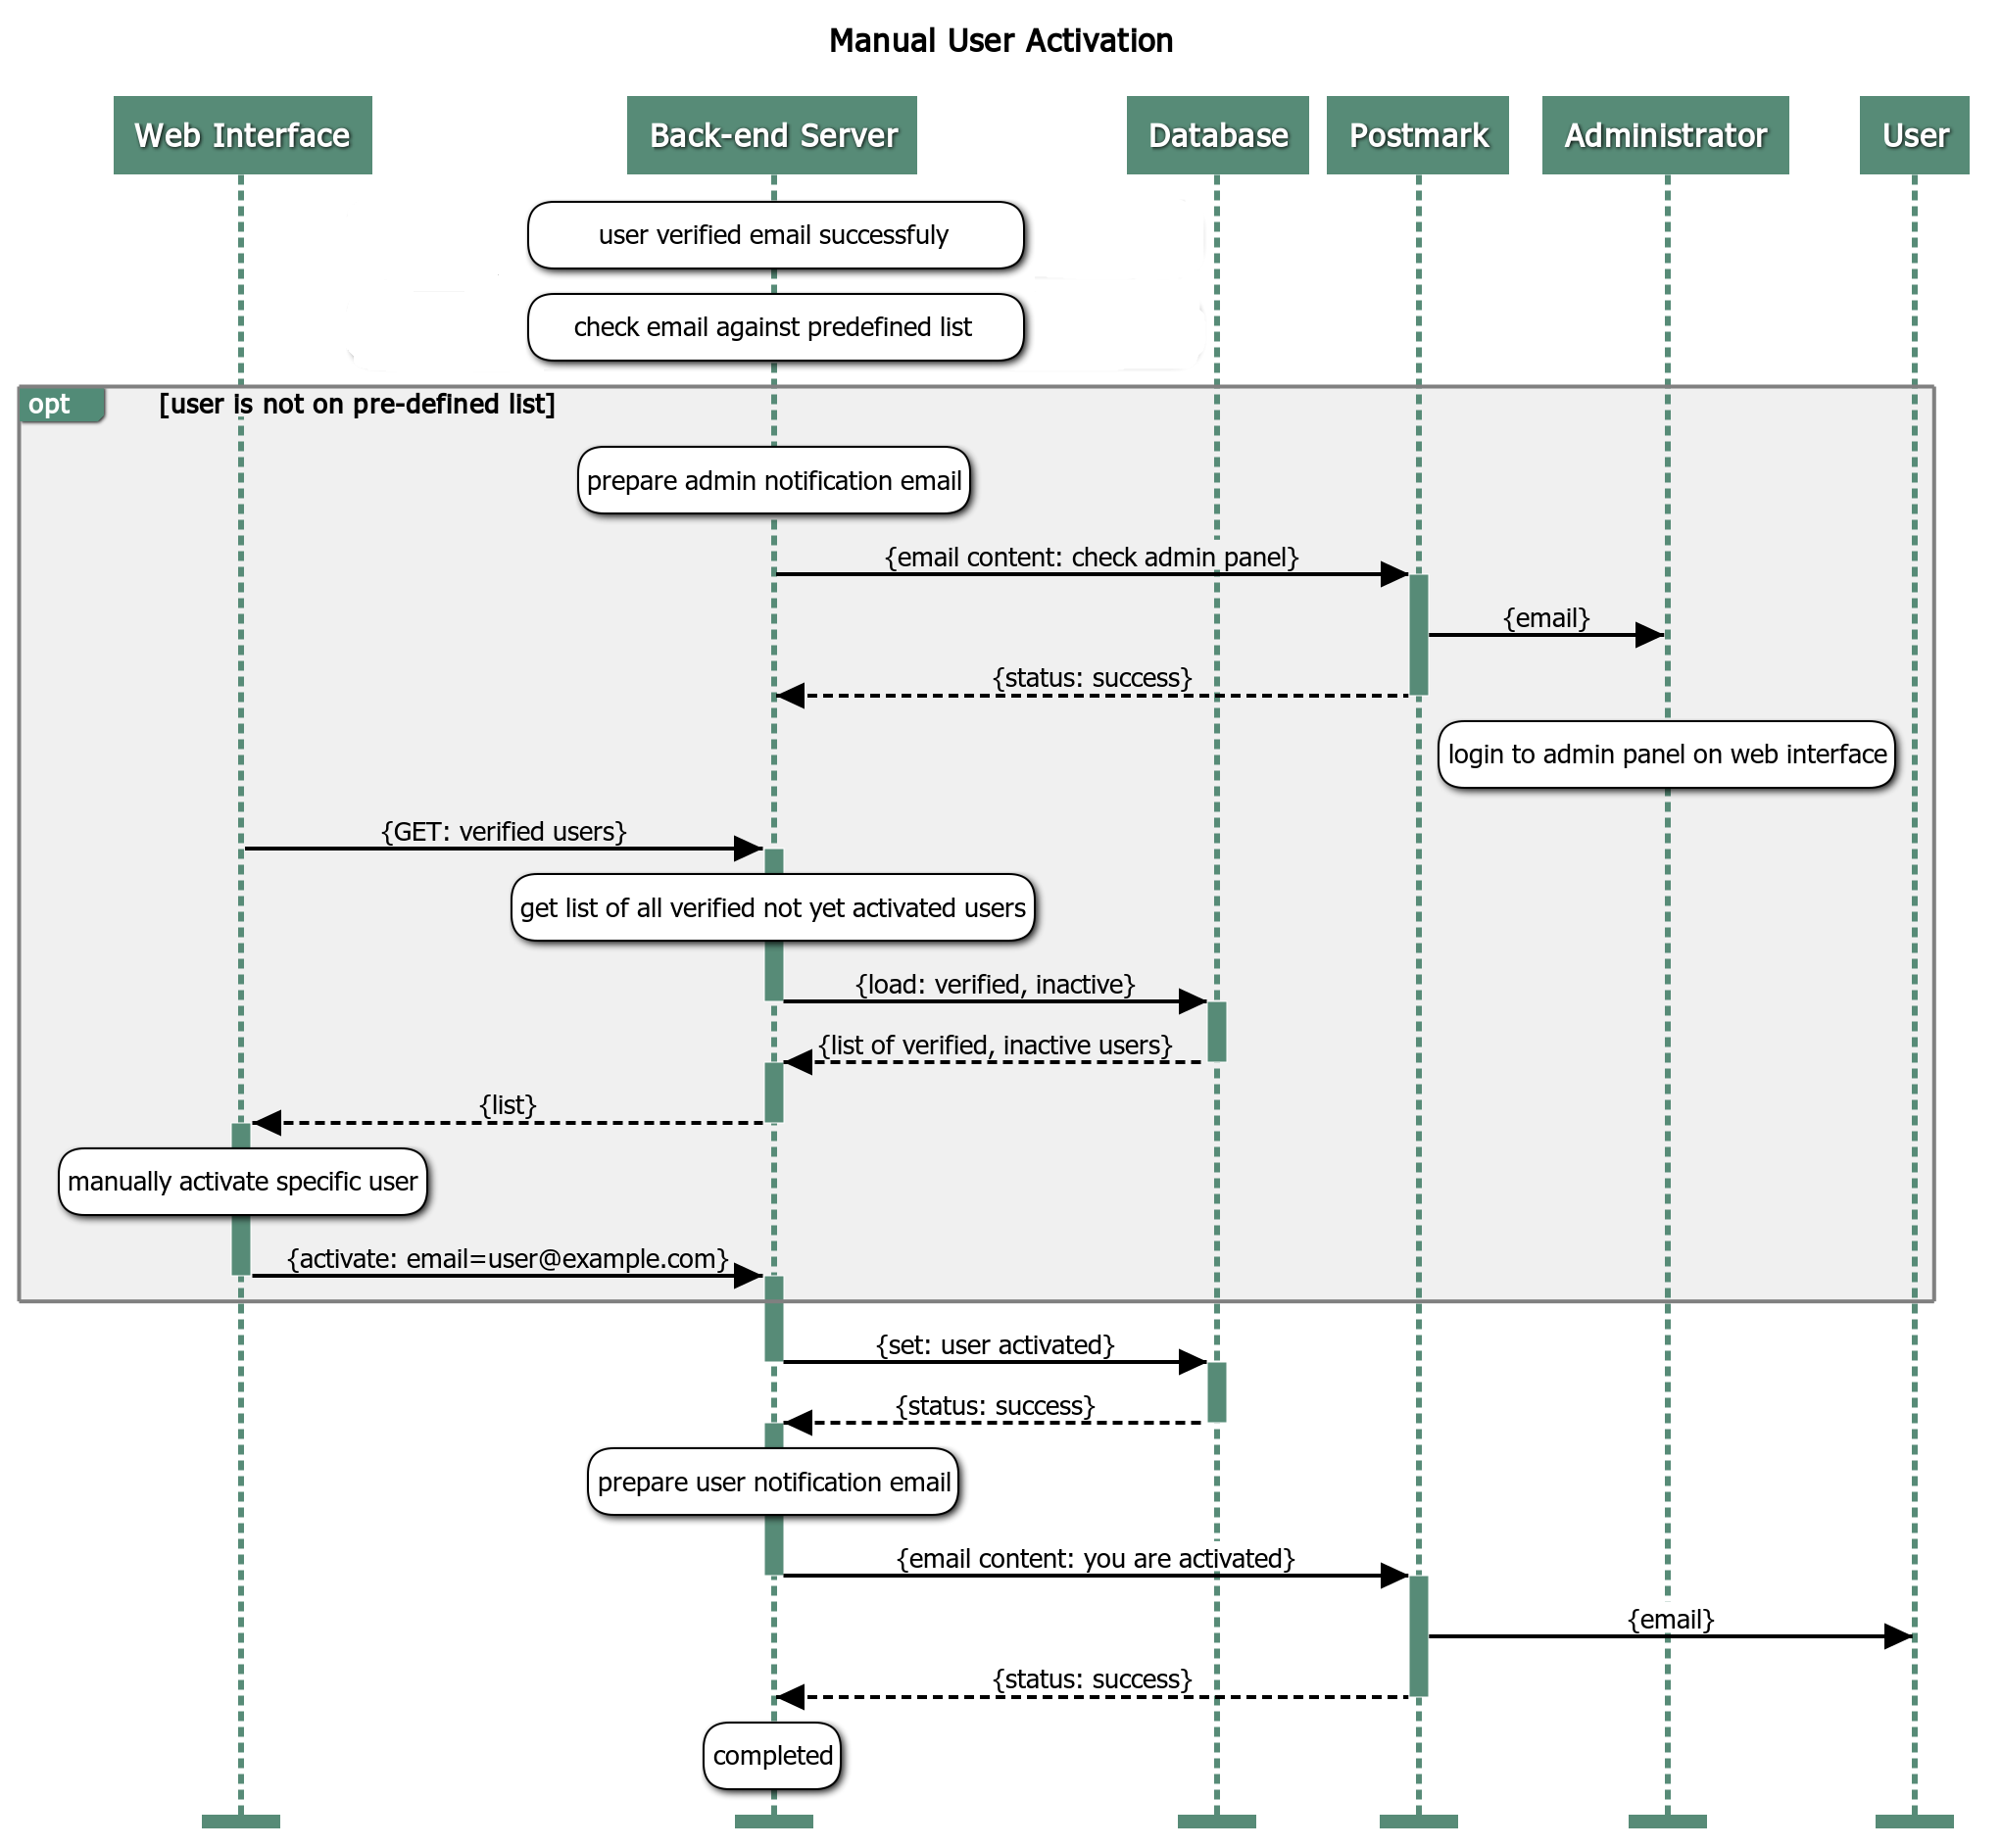 Manual User Activation
Web Interface
Back-end Server
Database
Postmark
Administrator
User
user verified email successfuly
check email against predefined list
opt
[user is not on pre-defined list]
prepare admin notification email
{email content: check admin panel}
{email}
{status: success}
login to admin panel on web interface
{GET: verified users}
get list of all verified not yet activated users
{load: verified, inactive}
{list of verified, inactive users}
{list}
manually activate specific user
{activate: email=user@example.com}
{set: user activated}
{status: success}
prepare user notification email
{email content: you are activated}
{email}
{status: success}
completed